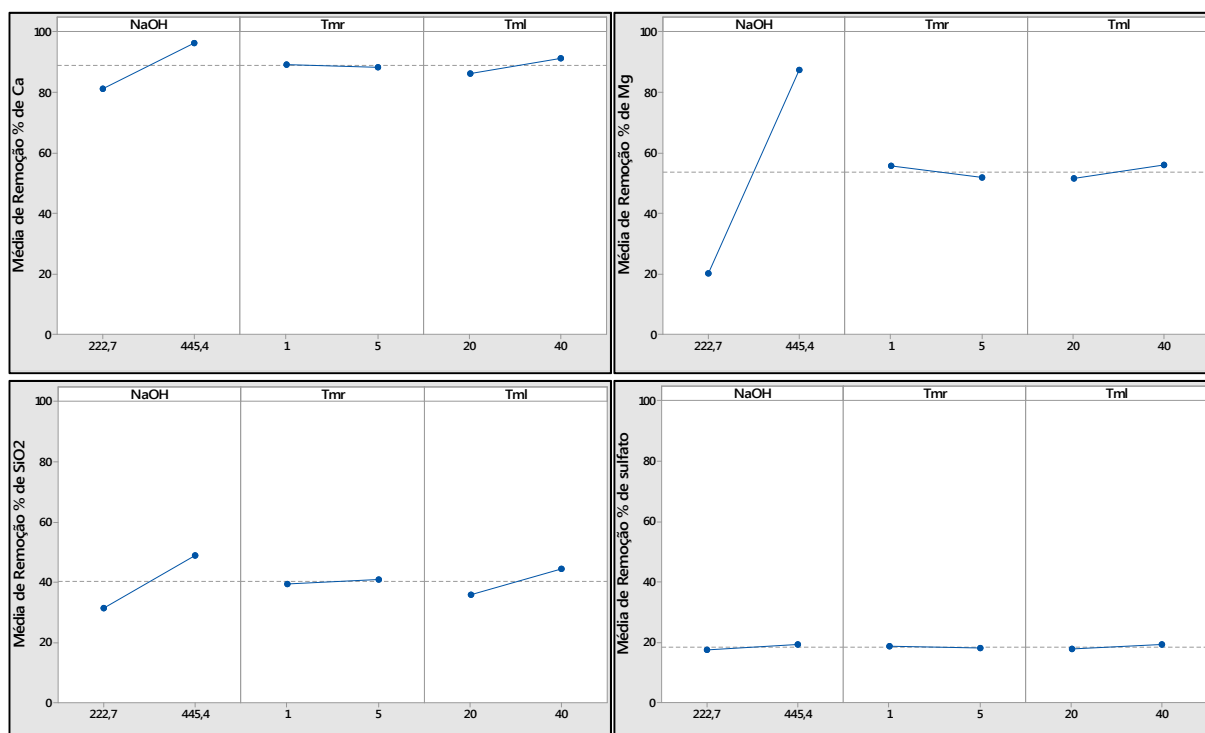 Média de Remoção % de Ca
NaOH Tmr Tml
100
80
60
40
20
0
222,7 445,4 1 5 20 40
Média de Remoção % de Mg
NaOH Tmr Tml
100
80
60
40
20
0
222,7 445,4 1 5 20 40
Média de Remoção % de SiO2
NaOH Tmr Tml
100
80
60
40
20
0
222,7 445,4 1 5 20 40
Média de Remoção % de sulfato
NaOH Tmr Tml
100
80
60
40
20
0
222,7 445,4 1 5 20 40